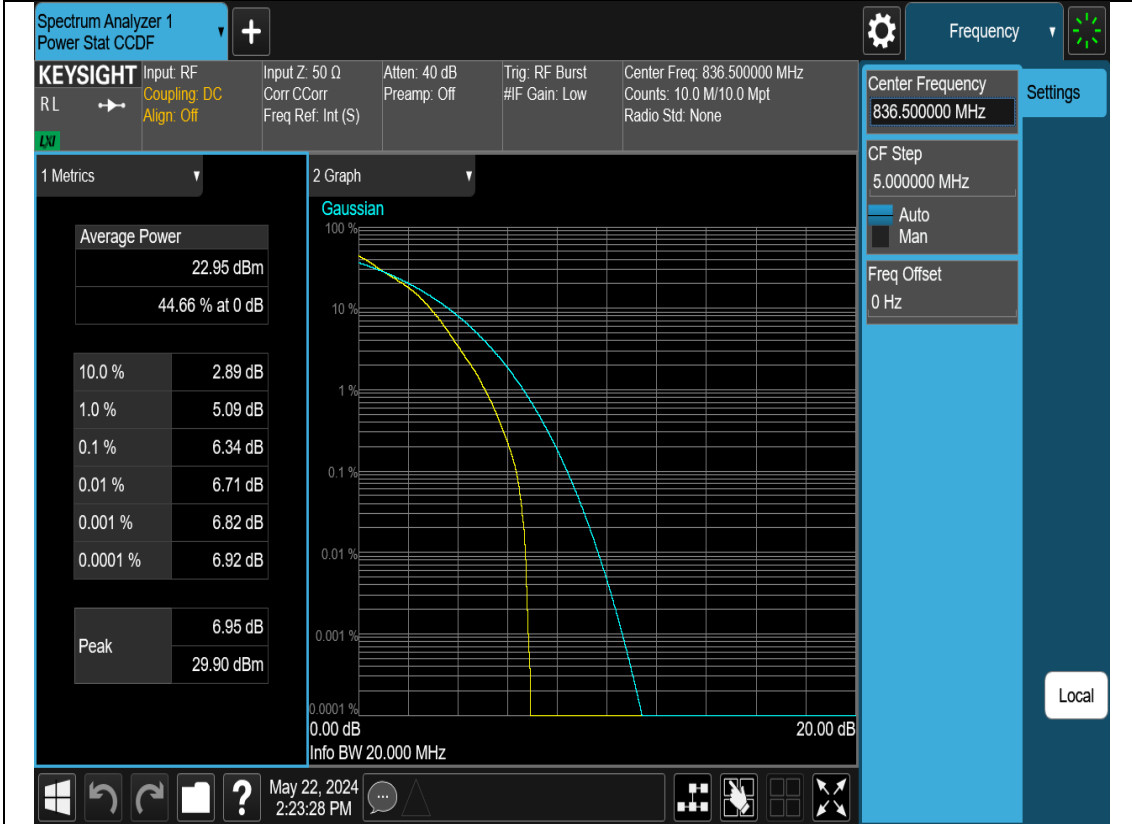 Spectrum Analyzer 1
Power Stat CCDF
+
Frequency
KEYSIGHT
RL
LXI
Input: RF
Coupling: DC
Align: Off
Input Z: 50 Ω
Corr CCorr
Freq Ref: Int (S)
Atten: 40 dB
Preamp: Off
Trig: RF Burst
#IF Gain: Low
Center Freq: 836.500000 MHz
Counts: 10.0 M/10.0 Mpt
Radio Std: None
Center Frequency
836.500000 MHz
Settings
CF Step
5.000000 MHz
Auto
Man
Freq Offset
0 Hz
Local
1 Metrics
Average Power
22.95 dBm
44.66 % at 0 dB
10.0 % 2.89 dB
1.0 % 5.09 dB
0.1 % 6.34 dB
0.01 % 6.71 dB
0.001 % 6.82 dB
0.0001 % 6.92 dB
Peak
6.95 dB
29.90 dBm
2 Graph
Gaussian
100 %
10 %
1 %
0.1 %
0.01 %
0.001 %
0.0001 %
0.00 dB 20.00 dB
Info BW 20.000 MHz
?
May 22, 2024
2:23:28 PM